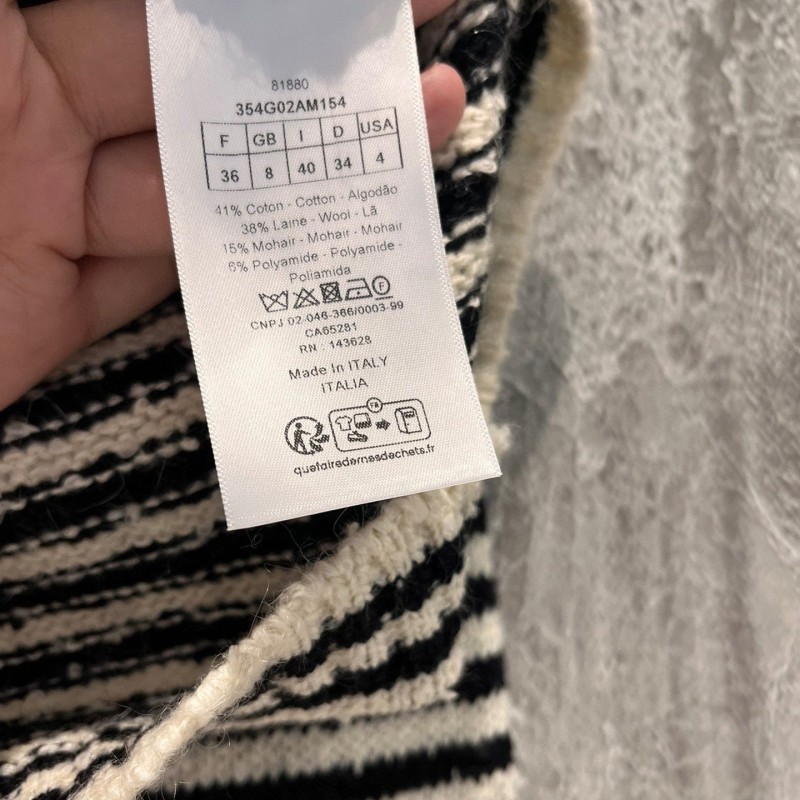 81880
354G02AM154
F GB I D USA
36 8 40 34 4
41% Coton - Cotton - Algodão
38% Laine - Wool - Lã
15% Mohair - Mohair - Mohair
6% Polyamide - Polyamide -
Poliamida
F
CNPJ 02-046-366/0003-99
CA65281
RN : 143628
Made In ITALY
ITALIA
FR
quefairedemesdechets.fr